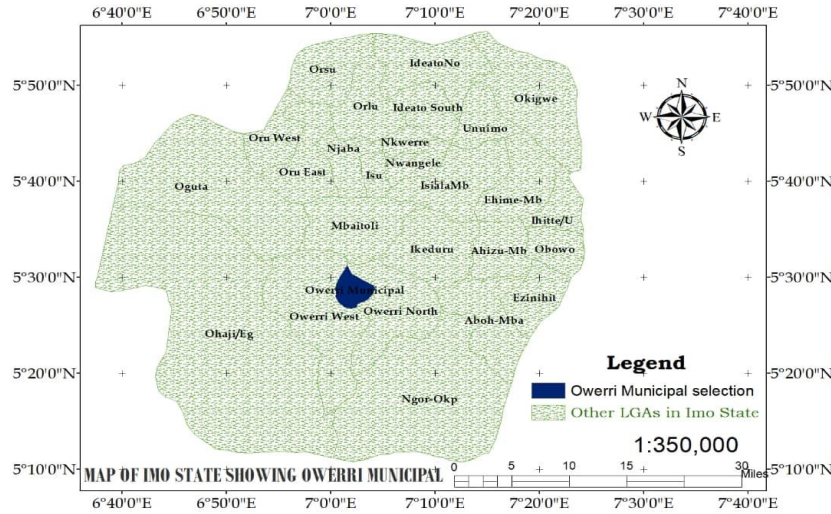 6°40'0"E 6°50'0"E 7°0'0"E 7°10'0"E 7°20'0"E 7°30'0"E 7°40'0"E
5°50'0"N 5°50'0"N
5°40'0"N 5°40'0"N
5°30'0"N 5°30'0"N
5°20'0"N 5°20'0"N
5°10'0"N 5°10'0"N
N
W E
S
IdeatoNo
Orsu
Okigwe
Orlu Ideato South
Unuimo
Oru West
Njaba Nkwerre
Nwangele
Oru East Isu
Oguta IsialaMb
Ehime-Mb
Ihitte/U
Mbaitoli
Ikeduru Ahizu-Mb Obowo
Owerri Municipal
Ezinihit
Owerri West Owerri North
Aboh-Mba
Ohaji/Eg
Ngor-Okp
Legend
Owerri Municipal selection
Other LGAs in Imo State
1:350,000
MAP OF IMO STATE SHOWING OWERRI MUNICIPAL
0 5 10 15 30
Miles
6°40'0"E 6°50'0"E 7°0'0"E 7°10'0"E 7°20'0"E 7°30'0"E 7°40'0"E